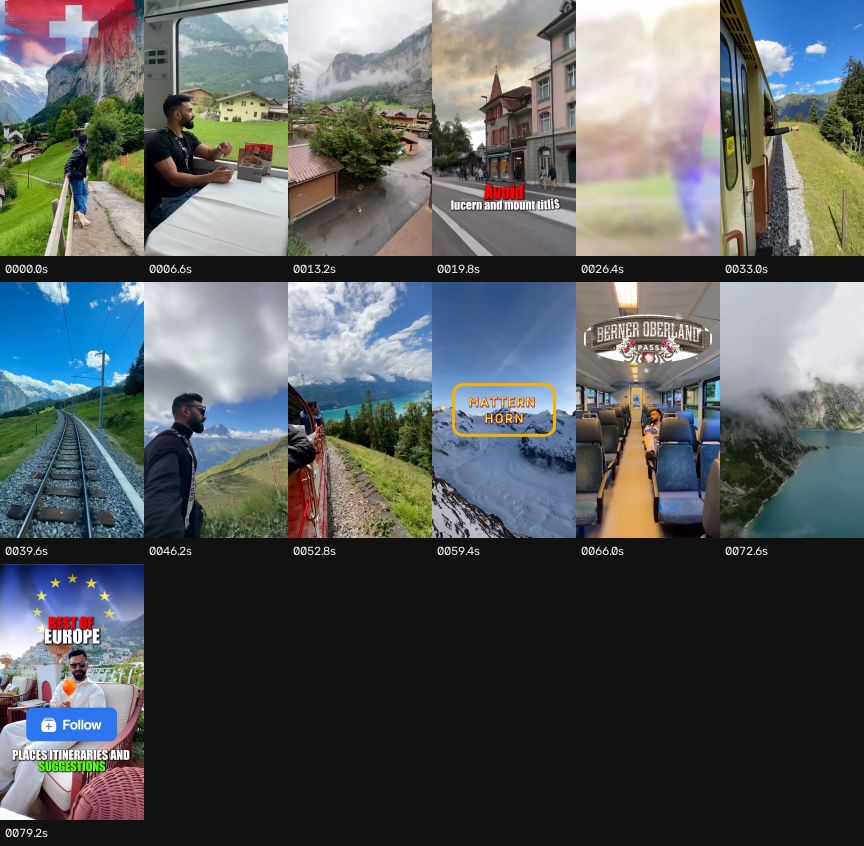 0000.0s
0006.6s
0013.2s
0019.8s
0026.4s
0033.0s
Avoid
lucern and mount titlis
0039.6s
0046.2s
0052.8s
0059.4s
0066.0s
0072.6s
MATTERN
HORN
BERNER OBERLAND
PASS
0079.2s
BEST OF
EUROPE
Follow
PLACES ITINERARIES AND
SUGGESTIONS